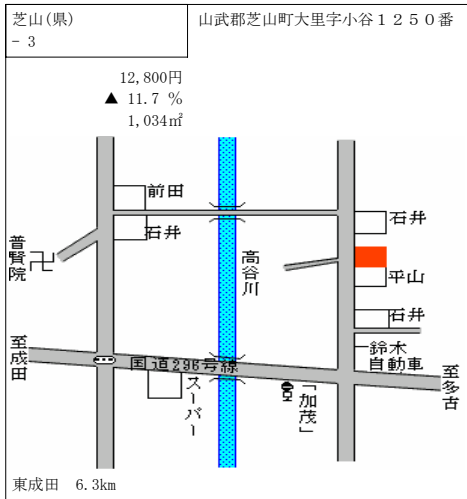 芝山(県)
- 3
山武郡芝山町大里字小谷１２５０番
12,800円
▲ 11.7 %
1,034㎡
前田
石井
普賢院
高谷川
石井
平山
石井
鈴木
自動車
至成田
国道296号線
スーパー
「加茂」
至多古
東成田 6.3km